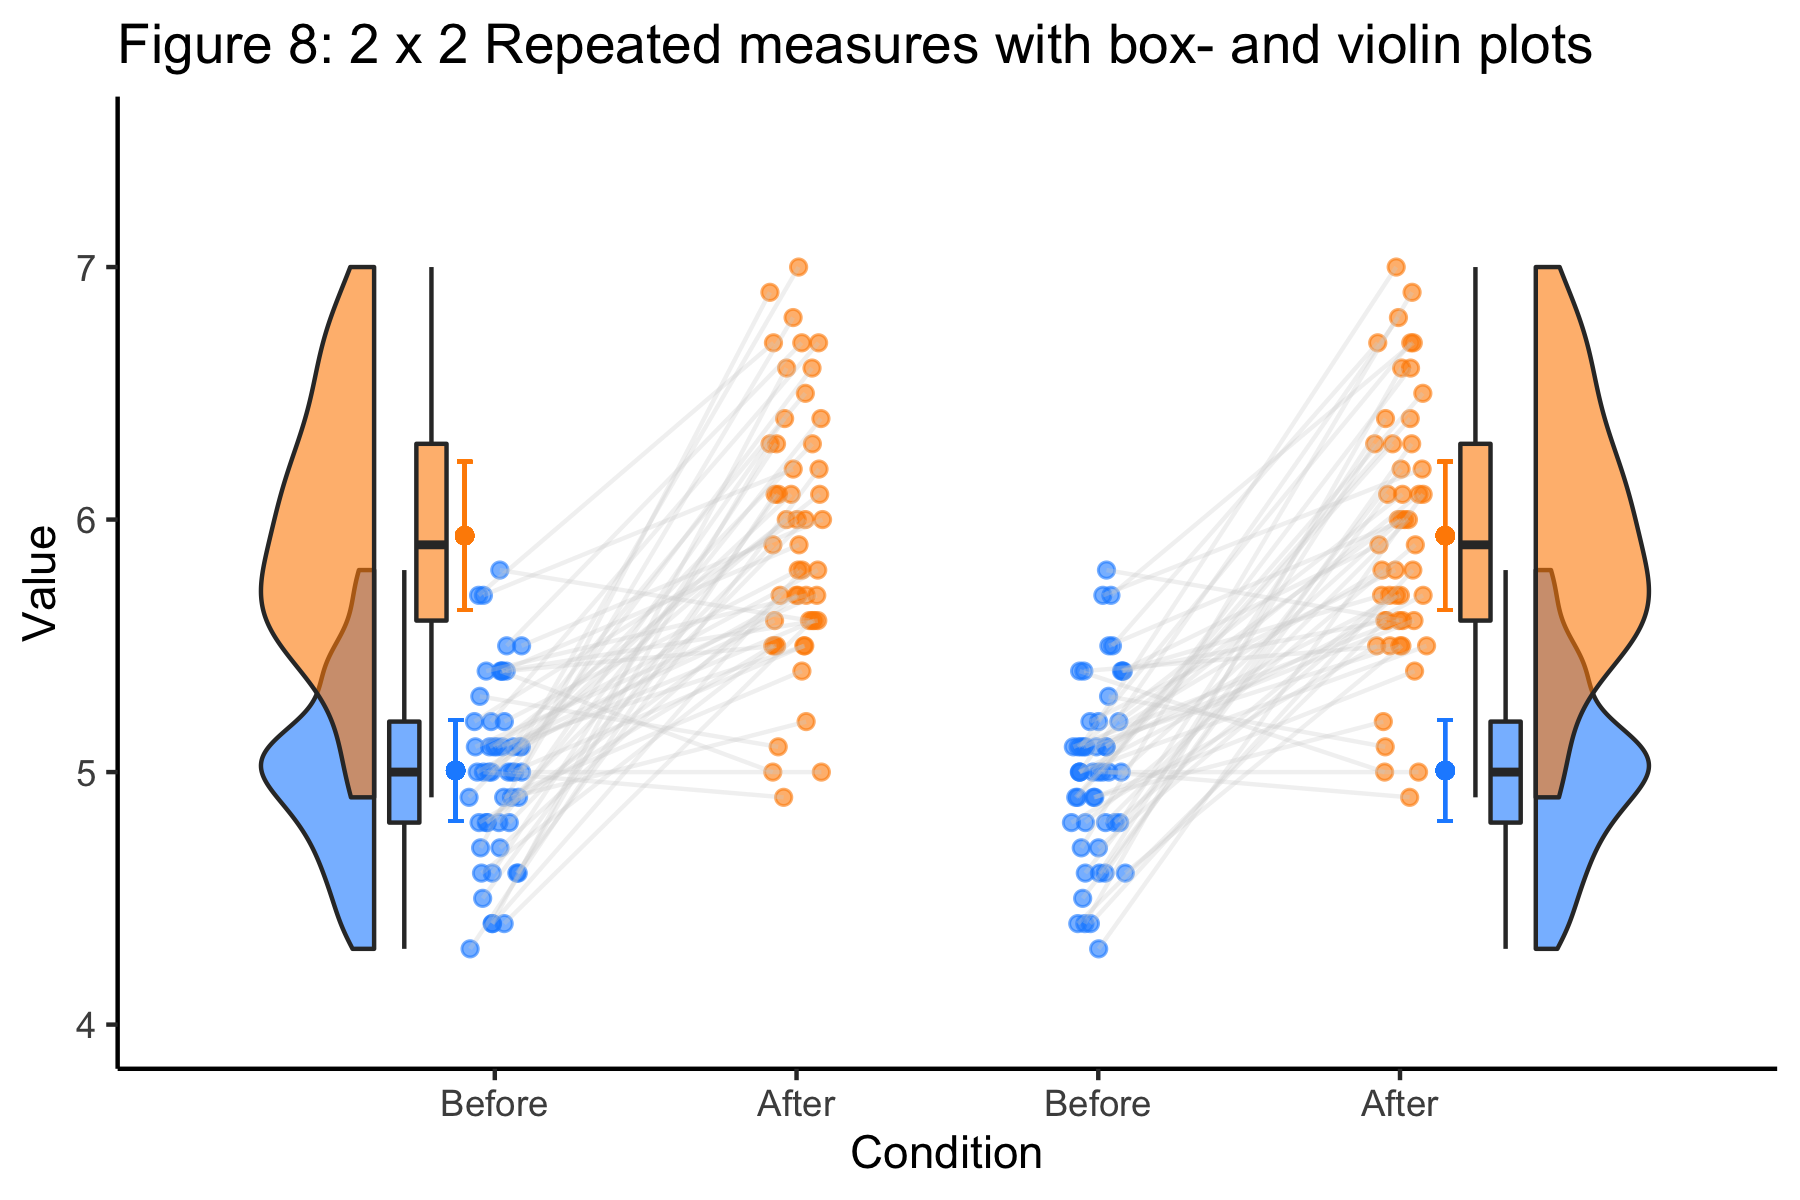 Figure 8: 2 x 2 Repeated measures with box- and violin plots
Value
7
6
5
4
Before After Before After
Condition